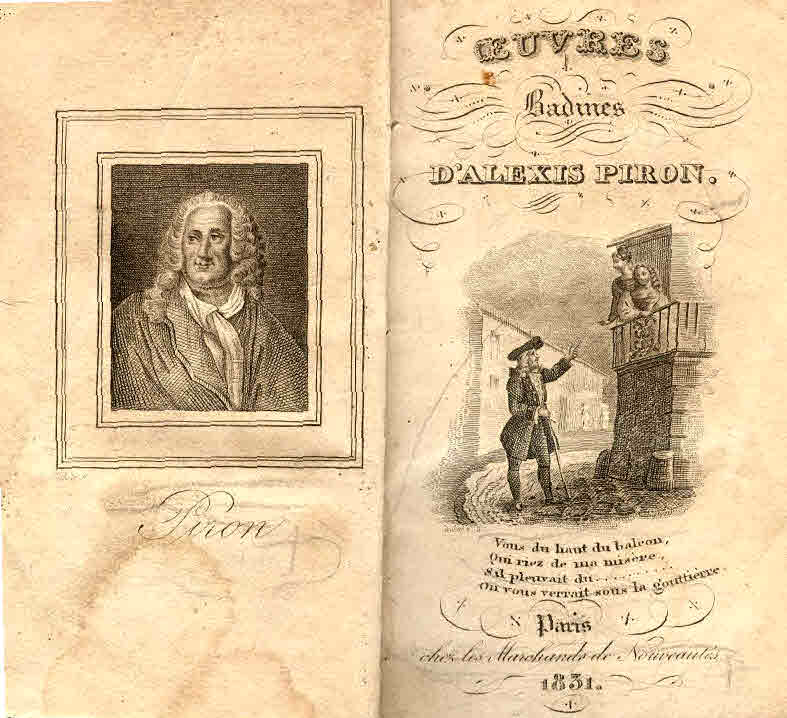 Piron
ŒUVRES
Badines
D'ALEXIS PIRON.
Vous du haut du balcon,
Qui riez de ma misère,
S'il pleuvait du..........
On vous verrait sous la gouttière.
Paris
chez les Marchands de Nouveautés
1831.